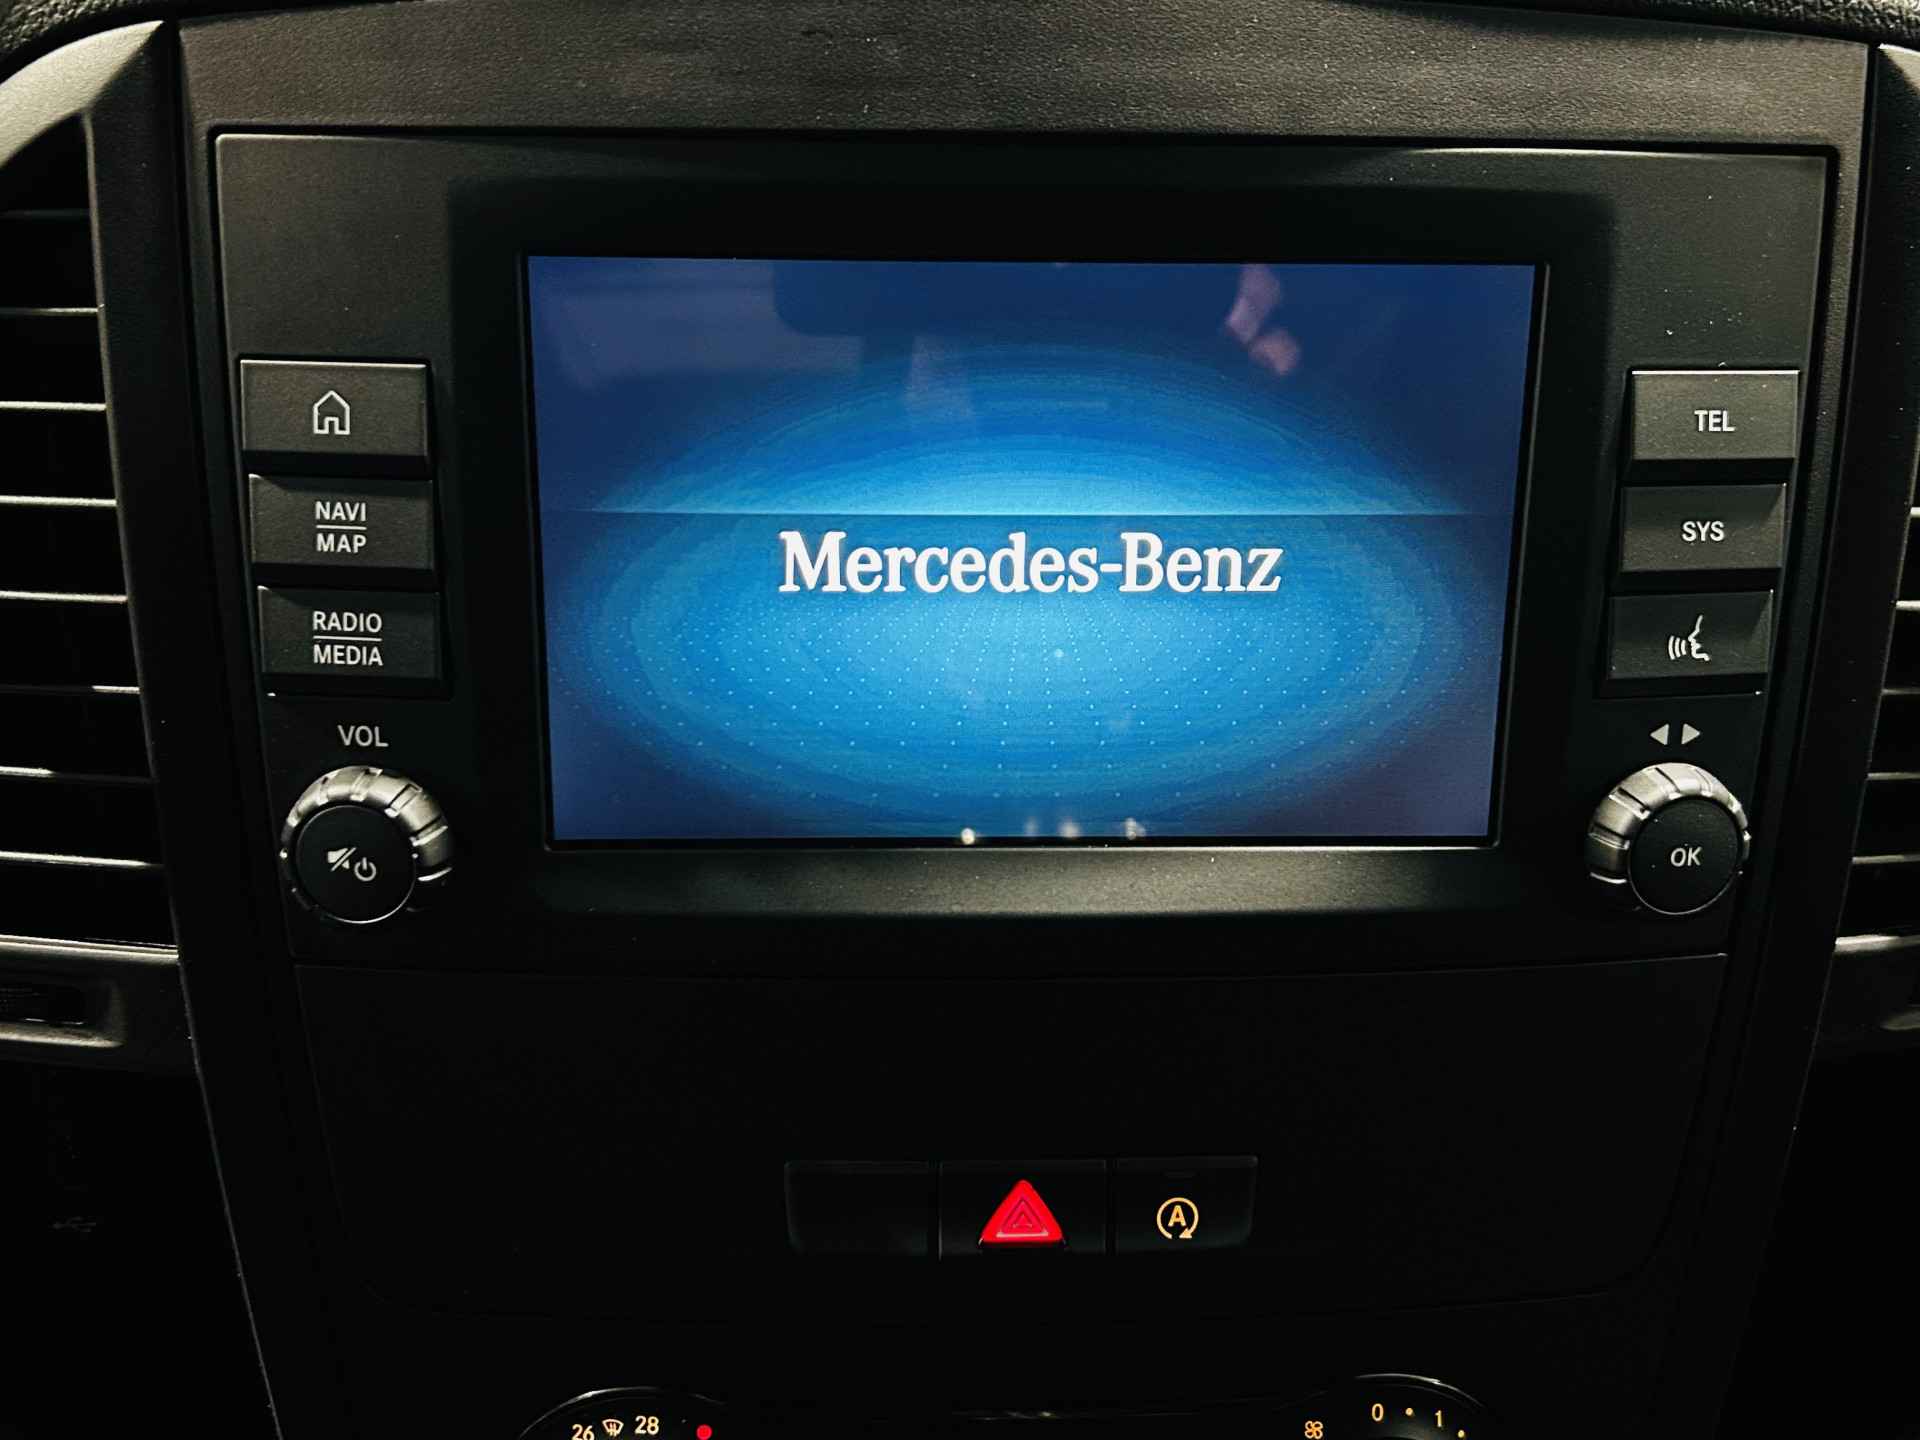 NAVI
MAP
RADIO
MEDIA
VOL
Mercedes-Benz
TEL
SYS
OK
A
26 28
0 1